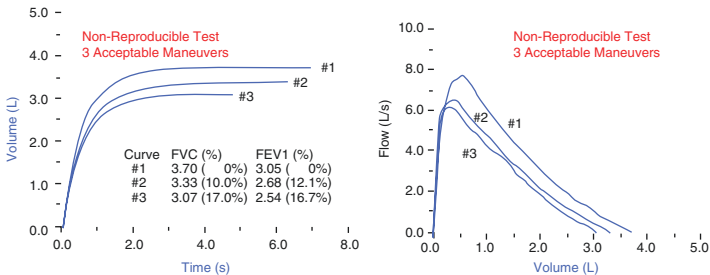 5.0
4.0
3.0
2.0
1.0
0.0
Volume (L)
Non-Reproducible Test
3 Acceptable Maneuvers
#1
#2
#3
Curve FVC (%) FEV1 (%)
#1 3.70 ( 0%) 3.05 ( 0%)
#2 3.33 (10.0%) 2.68 (12.1%)
#3 3.07 (17.0%) 2.54 (16.7%)
0.0 2.0 4.0 6.0 8.0
Time (s)
10.0
8.0
6.0
4.0
2.0
0.0
Flow (L/s)
Non-Reproducible Test
3 Acceptable Maneuvers
#1
#2
#3
0.0 1.0 2.0 3.0 4.0 5.0
Volume (L)